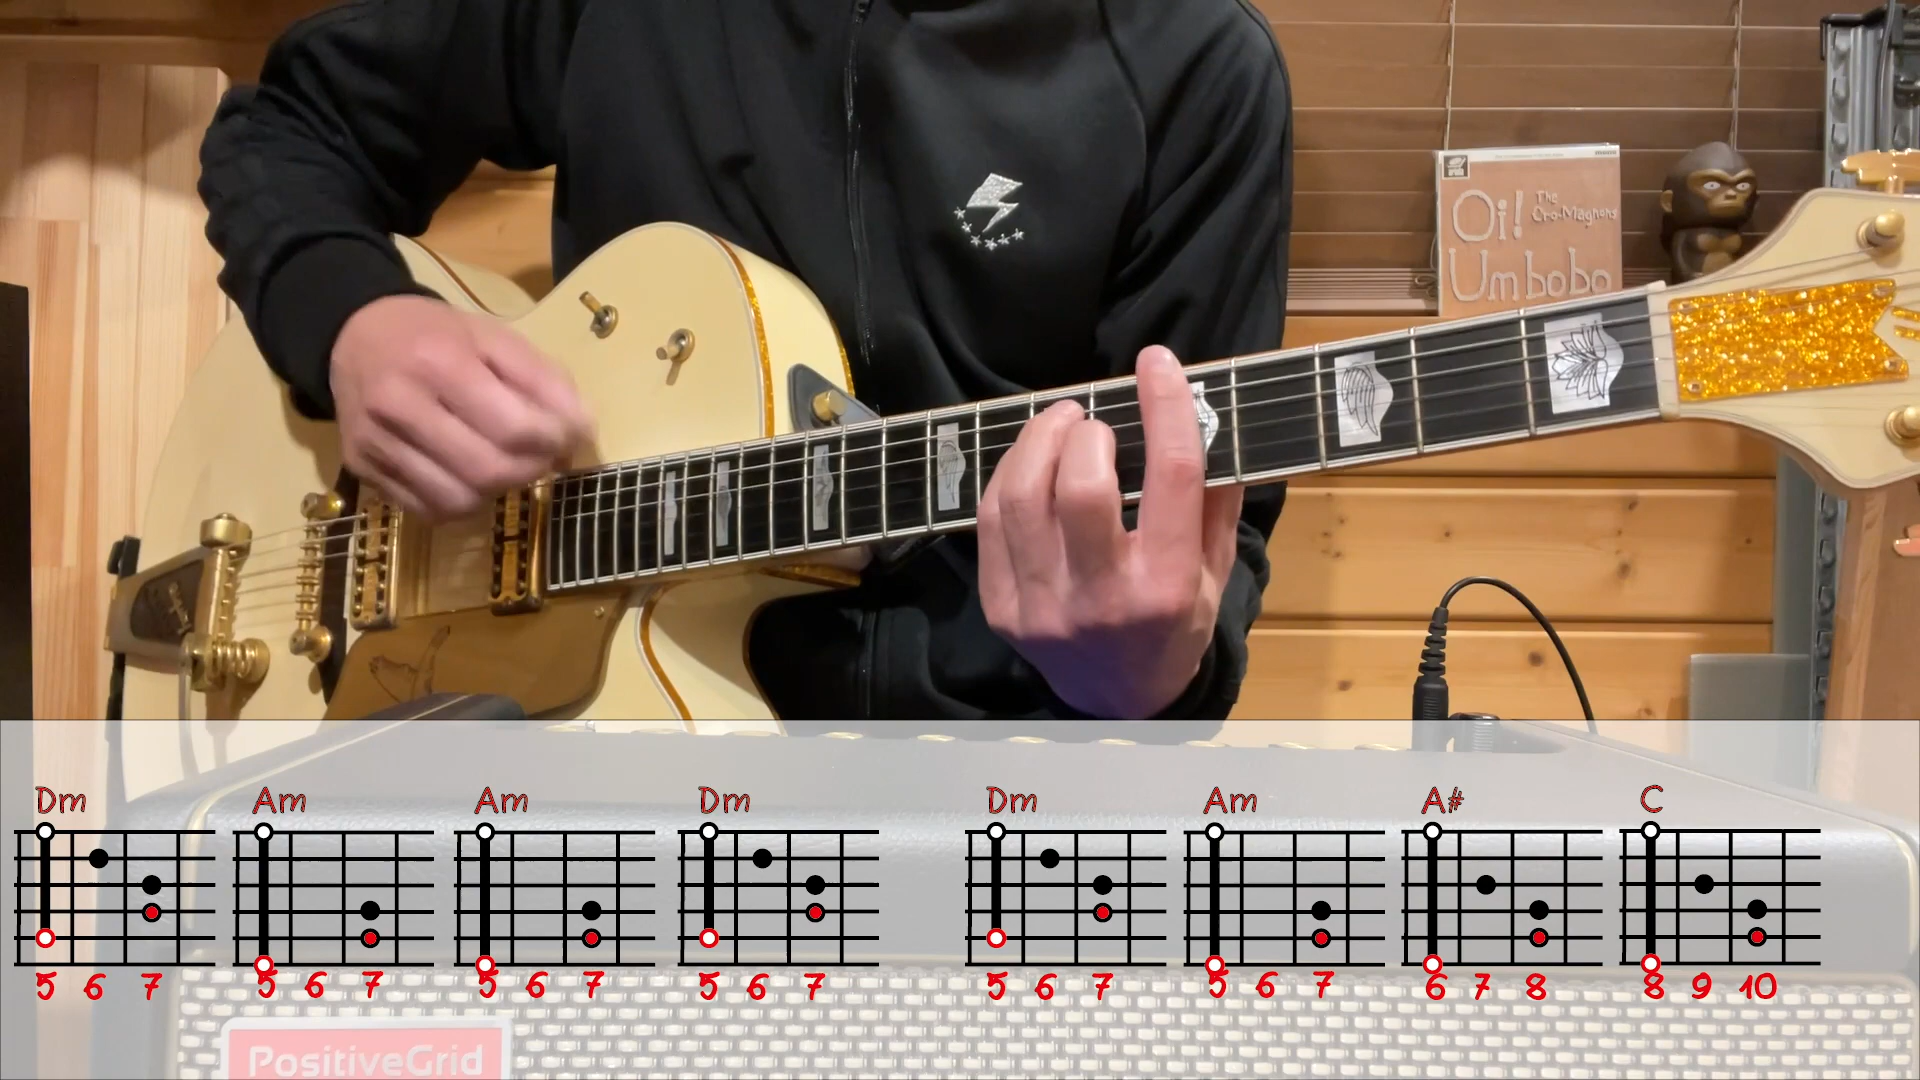 Oi!
The
Cro-Magnons
Umbobo
Dm Am Am Dm Dm Am A# C
5 6 7 5 6 7 5 6 7 5 6 7 5 6 7 5 6 7 6 7 8 8 9 10
PositiveGrid